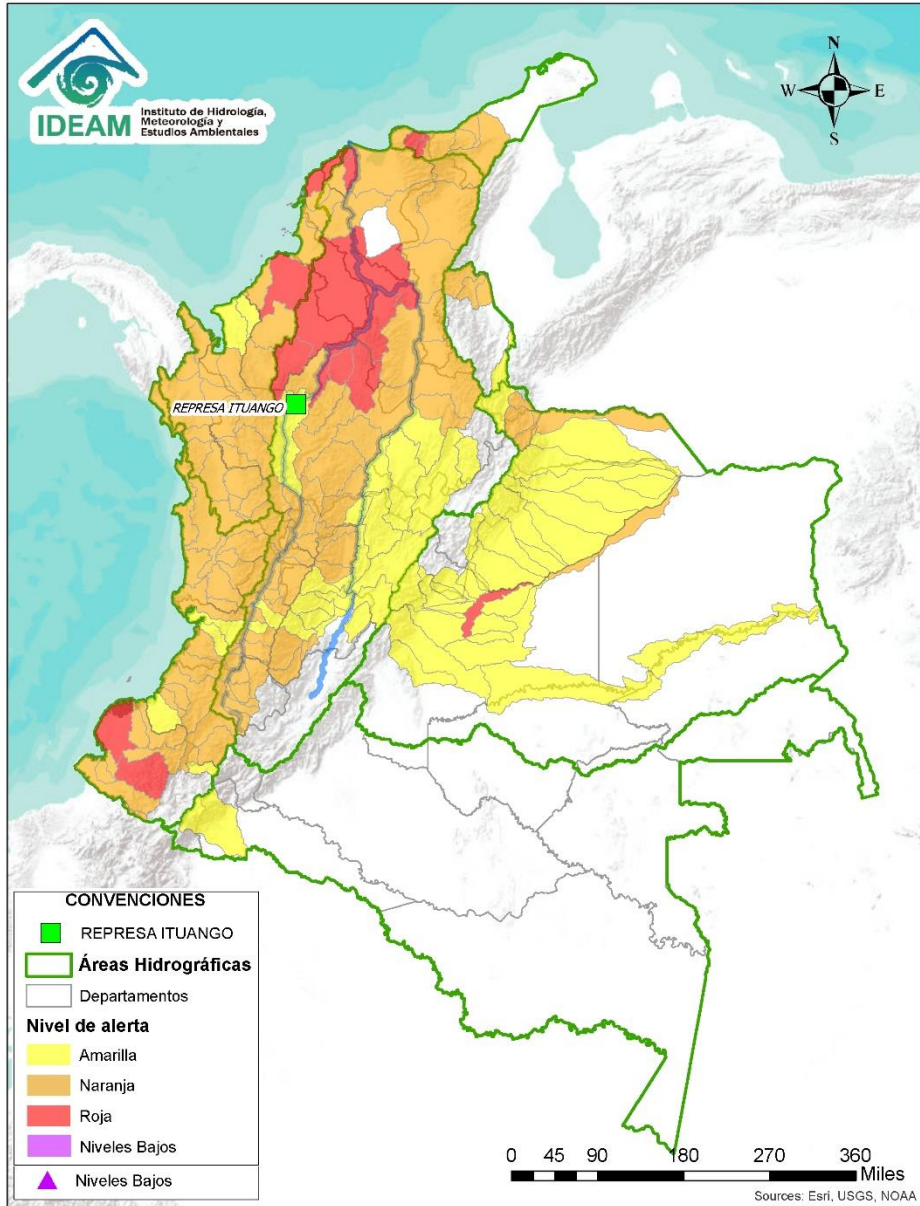 IDEAM
Instituto de Hidrología,
Meteorología y
Estudios Ambientales
N
W
E
S
REPRESA ITUANGO
CONVENCIONES
REPRESA ITUANGO
Áreas Hidrográficas
Departamentos
Nivel de alerta
Amarilla
Naranja
Roja
Niveles Bajos
Niveles Bajos
0 45 90 180 270 360
Miles
Sources: Esri, USGS, NOAA